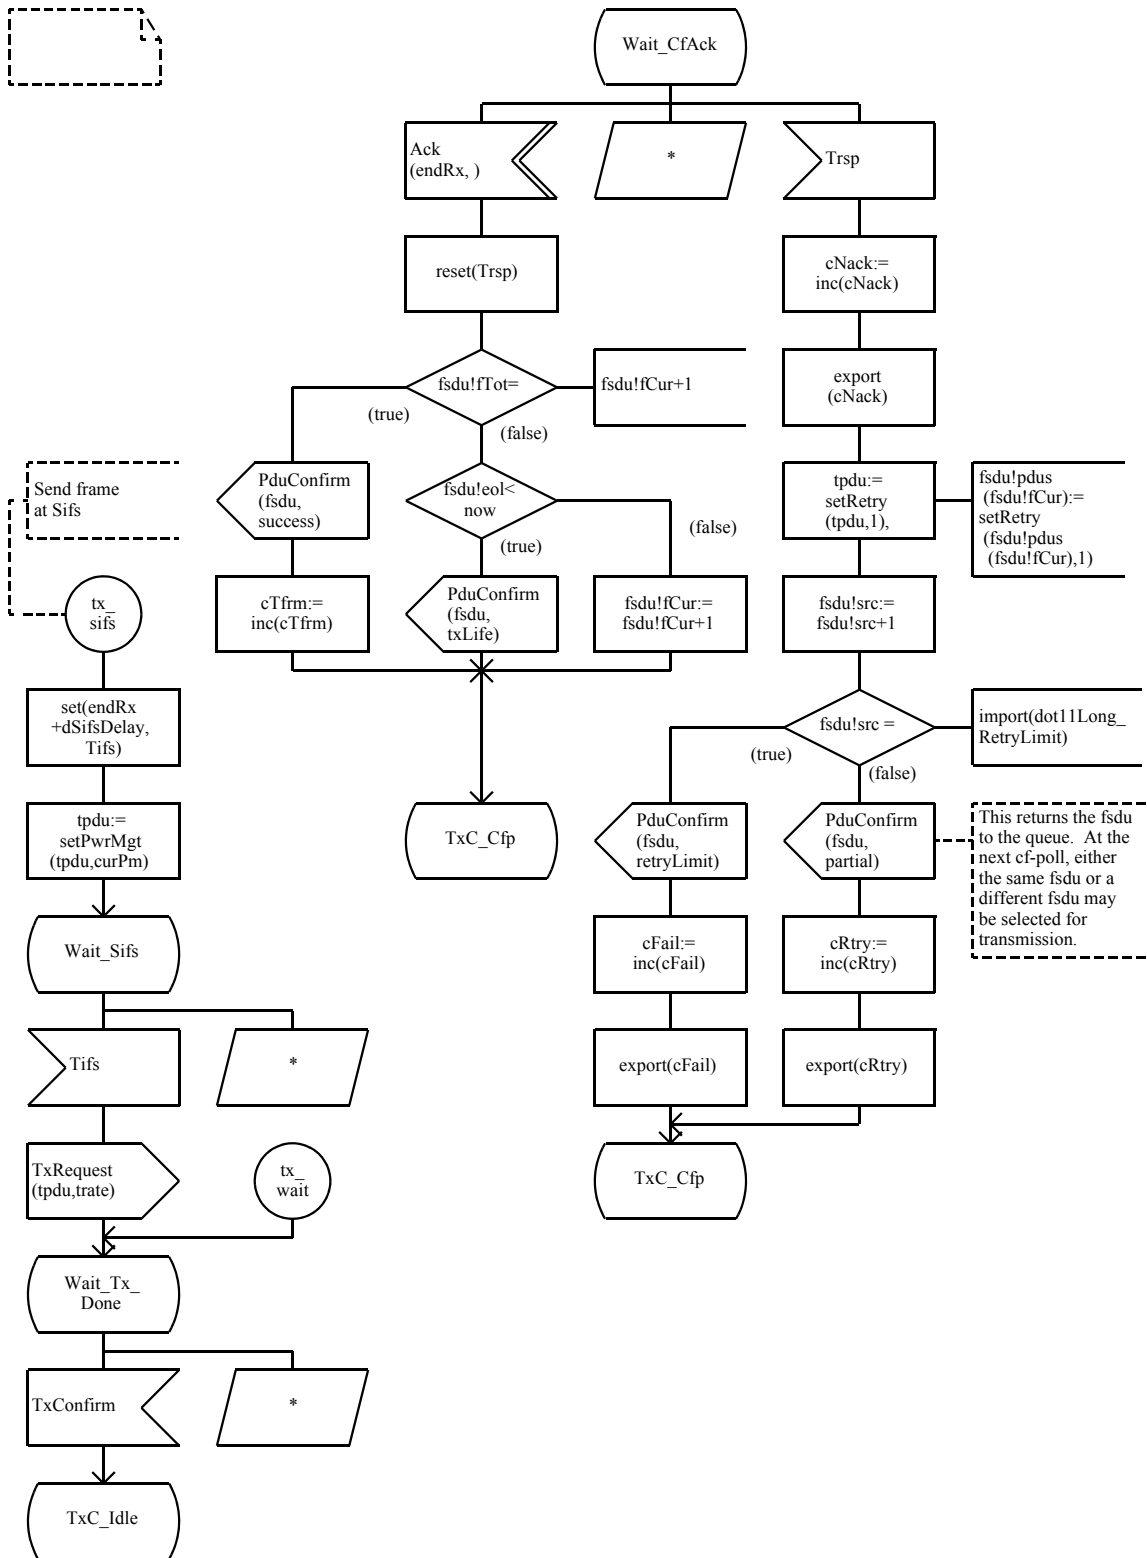 Wait_CfAck
Ack
(endRx, )
*
Trsp
reset(Trsp)
cNack:=
inc(cNack)
fsdu!fTot=
fsdu!fCur+1
(true)
(false)
export
(cNack)
Send frame
at Sifs
PduConfirm
(fsdu,
success)
fsdu!eol<
now
(true)
(false)
tpdu:=
setRetry
(tpdu,1),
fsdu!pdus
(fsdu!fCur):=
setRetry
(fsdu!pdus
(fsdu!fCur),1)
tx_
sifs
cTfrm:=
inc(cTfrm)
PduConfirm
(fsdu,
txLife)
fsdu!fCur:=
fsdu!fCur+1
fsdu!src:=
fsdu!src+1
set(endRx
+dSifsDelay,
Tifs)
fsdu!src =
import(dot11Long_
RetryLimit)
(true)
(false)
tpdu:=
setPwrMgt
(tpdu,curPm)
TxC_Cfp
PduConfirm
(fsdu,
retryLimit)
PduConfirm
(fsdu,
partial)
This returns the fsdu
to the queue. At the
next cf-poll, either
the same fsdu or a
different fsdu may
be selected for
transmission.
Wait_Sifs
cFail:=
inc(cFail)
cRtry:=
inc(cRtry)
Tifs
*
export(cFail)
export(cRtry)
TxRequest
(tpdu,trate)
tx_
wait
TxC_Cfp
Wait_Tx_
Done
TxConfirm
*
TxC_Idle